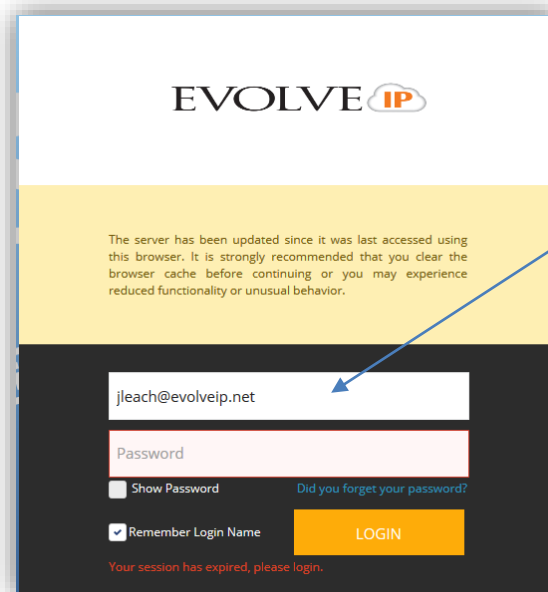 EVOLVE IP
The server has been updated since it was last accessed using
this browser. It is strongly recommended that you clear the
browser cache before continuing or you may experience
reduced functionality or unusual behavior.
jleach@evolveip.net
Password
Show Password Did you forget your password?
Remember Login Name LOGIN
Your session has expired, please login.